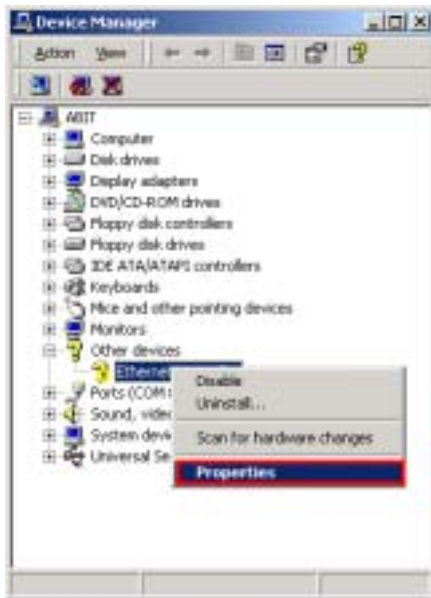 Device Manager
Action View
ABIT
Computer
Disk drives
Display adapters
DVD/CD-ROM drives
Floppy disk controllers
Floppy disk drives
IDE ATA/ATAPI controllers
Keyboards
Mice and other pointing devices
Monitors
Other devices
Ethernet
Ports (COM
Sound, video
System devi
Universal Se
Disable
Uninstall...
Scan for hardware changes
Properties